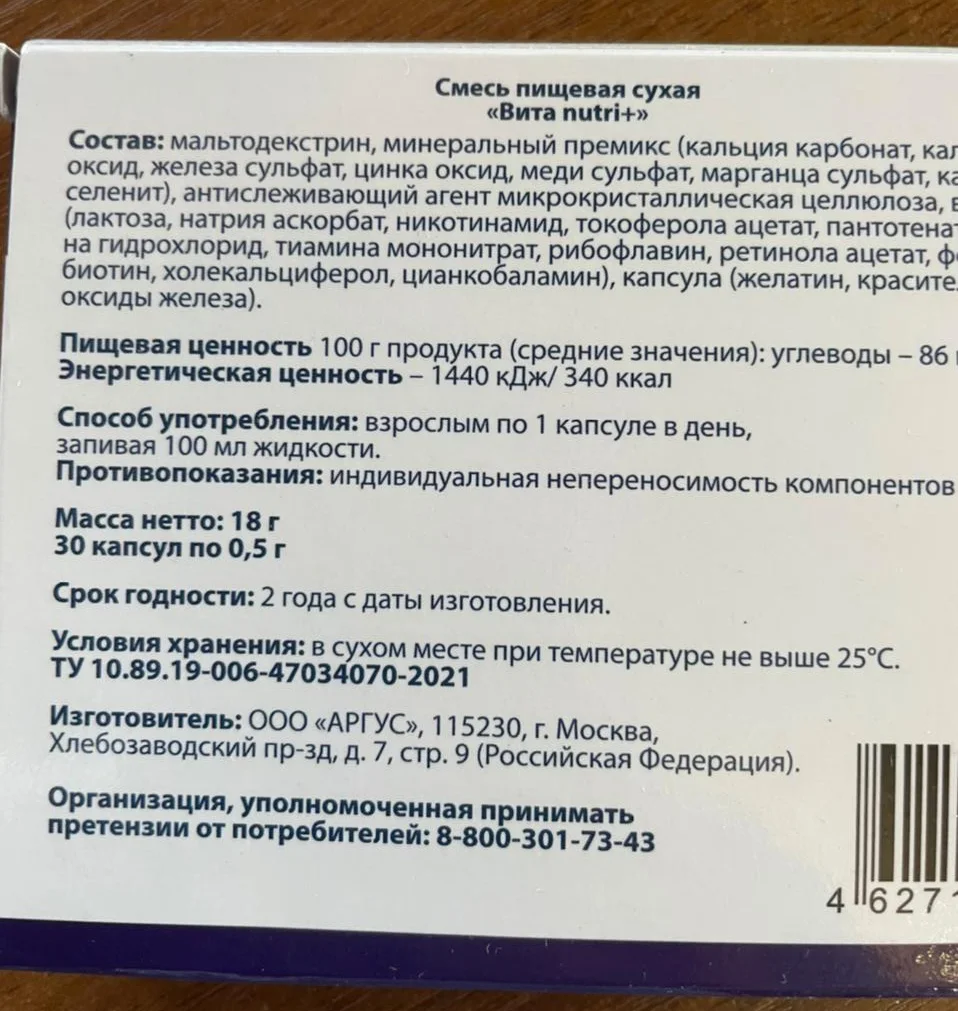 Смесь пищевая сухая
«Вита nutri+»
Состав: мальтодекстрин, минеральный премикс (кальция карбонат,
оксид, железа сульфат, цинка оксид, меди сульфат, марганца сульфат,
селенит), антислеживающий агент микрокристаллическая целлюлоза,
(лактоза, натрия аскорбат, никотинамид, токоферола ацетат,
на гидрохлорид, тиамина мононитрат, рибофлавин, ретинола ацетат,
биотин, холекальциферол, цианкобаламин), капсула (желатин,
оксиды железа).
Пищевая ценность 100 г продукта (средние значения): углеводы – 86
Энергетическая ценность – 1440 кДж/ 340 ккал
Способ употребления: взрослым по 1 капсуле в день,
запивая 100 мл жидкости.
Противопоказания: индивидуальная непереносимость компонентов
Масса нетто: 18 г
30 капсул по 0,5 г
Срок годности: 2 года с даты изготовления.
Условия хранения: в сухом месте при температуре не выше 25°C.
ТУ 10.89.19-006-47034070-2021
Изготовитель: ООО «АРГУС», 115230, г. Москва,
Хлебозаводский пр-зд, д. 7, стр. 9 (Российская Федерация).
Организация, уполномоченная принимать
претензии от потребителей: 8-800-301-73-43
4 627